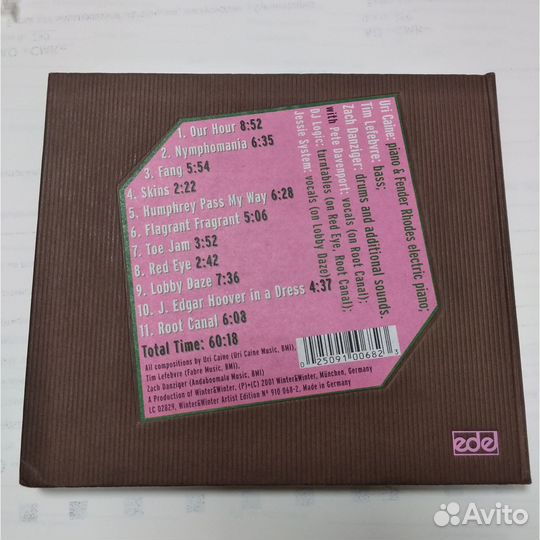 1. Our Hour 8:52
2. Nymphomania 6:35
3. Fang 5:54
4. Skins 2:22
5. Humphrey Pass My Way 6:28
6. Flagrant Fragrant 5:06
7. Toe Jam 3:52
8. Red Eye 2:42
9. Lobby Daze 7:36
10. J. Edgar Hoover in a Dress 4:37
11. Root Canal 6:08
Total Time: 60:18
All compositions by Uri Caine (Uri Caine Music, BMI),
Tim Lefebvre (Fabre Music, BMI),
Zach Danziger (Andaboomala Music, BMI)
A Production of Winter&Winter, (P)+(C) 2001 Winter&Winter, München, Germany
LC 02829, Winter&Winter Artist Edition Nº 910 068-2, Made in Germany
Uri Caine: piano & Fender Rhodes electric piano;
Tim Lefebvre: bass;
Zach Danziger: drums and additional sounds.
with Pete Davenport: vocals (on Root Canal);
DJ Logic: turntables (on Red Eye, Root Canal);
Jessie System: vocals (on Lobby Daze)
0 25091 00682 3
edel
Avito